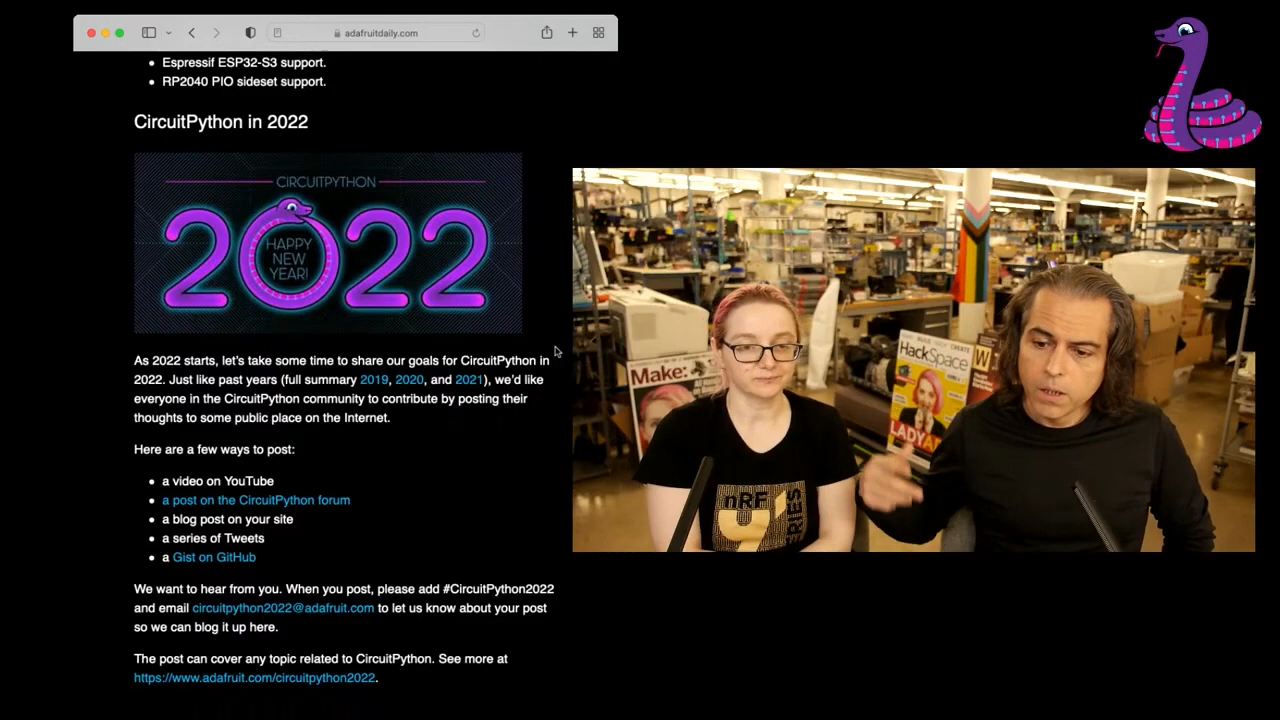 adafruitdaily.com
Espressif ESP32-S3 support.
RP2040 PIO sideset support.
CircuitPython in 2022
CIRCUITPYTHON
2022
HAPPY
NEW
YEAR!
As 2022 starts, let's take some time to share our goals for CircuitPython in
2022. Just like past years (full summary 2019, 2020, and 2021), we'd like
everyone in the CircuitPython community to contribute by posting their
thoughts to some public place on the Internet.
Here are a few ways to post:
a video on YouTube
a post on the CircuitPython forum
a blog post on your site
a series of Tweets
a Gist on GitHub
We want to hear from you. When you post, please add #CircuitPython2022
and email circuitpython2022@adafruit.com to let us know about your post
so we can blog it up here.
The post can cover any topic related to CircuitPython. See more at
https://www.adafruit.com/circuitpython2022.
Make:
HackSpace
W
LADYA
nRF
9
SERIES